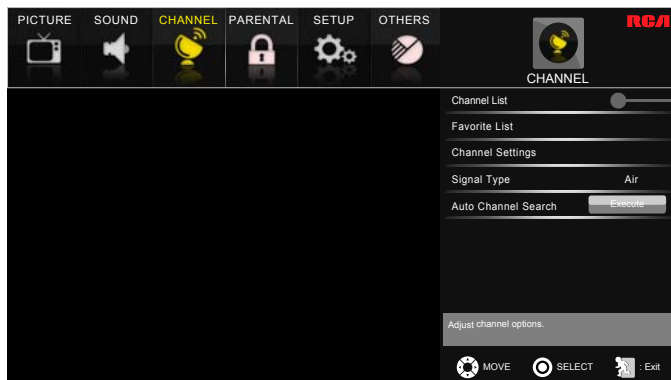 PICTURE SOUND CHANNEL PARENTAL SETUP OTHERS
RCA
CHANNEL
Channel List
Favorite List
Channel Settings
Signal Type Air
Auto Channel Search Execute
Adjust channel options.
MOVE SELECT : Exit